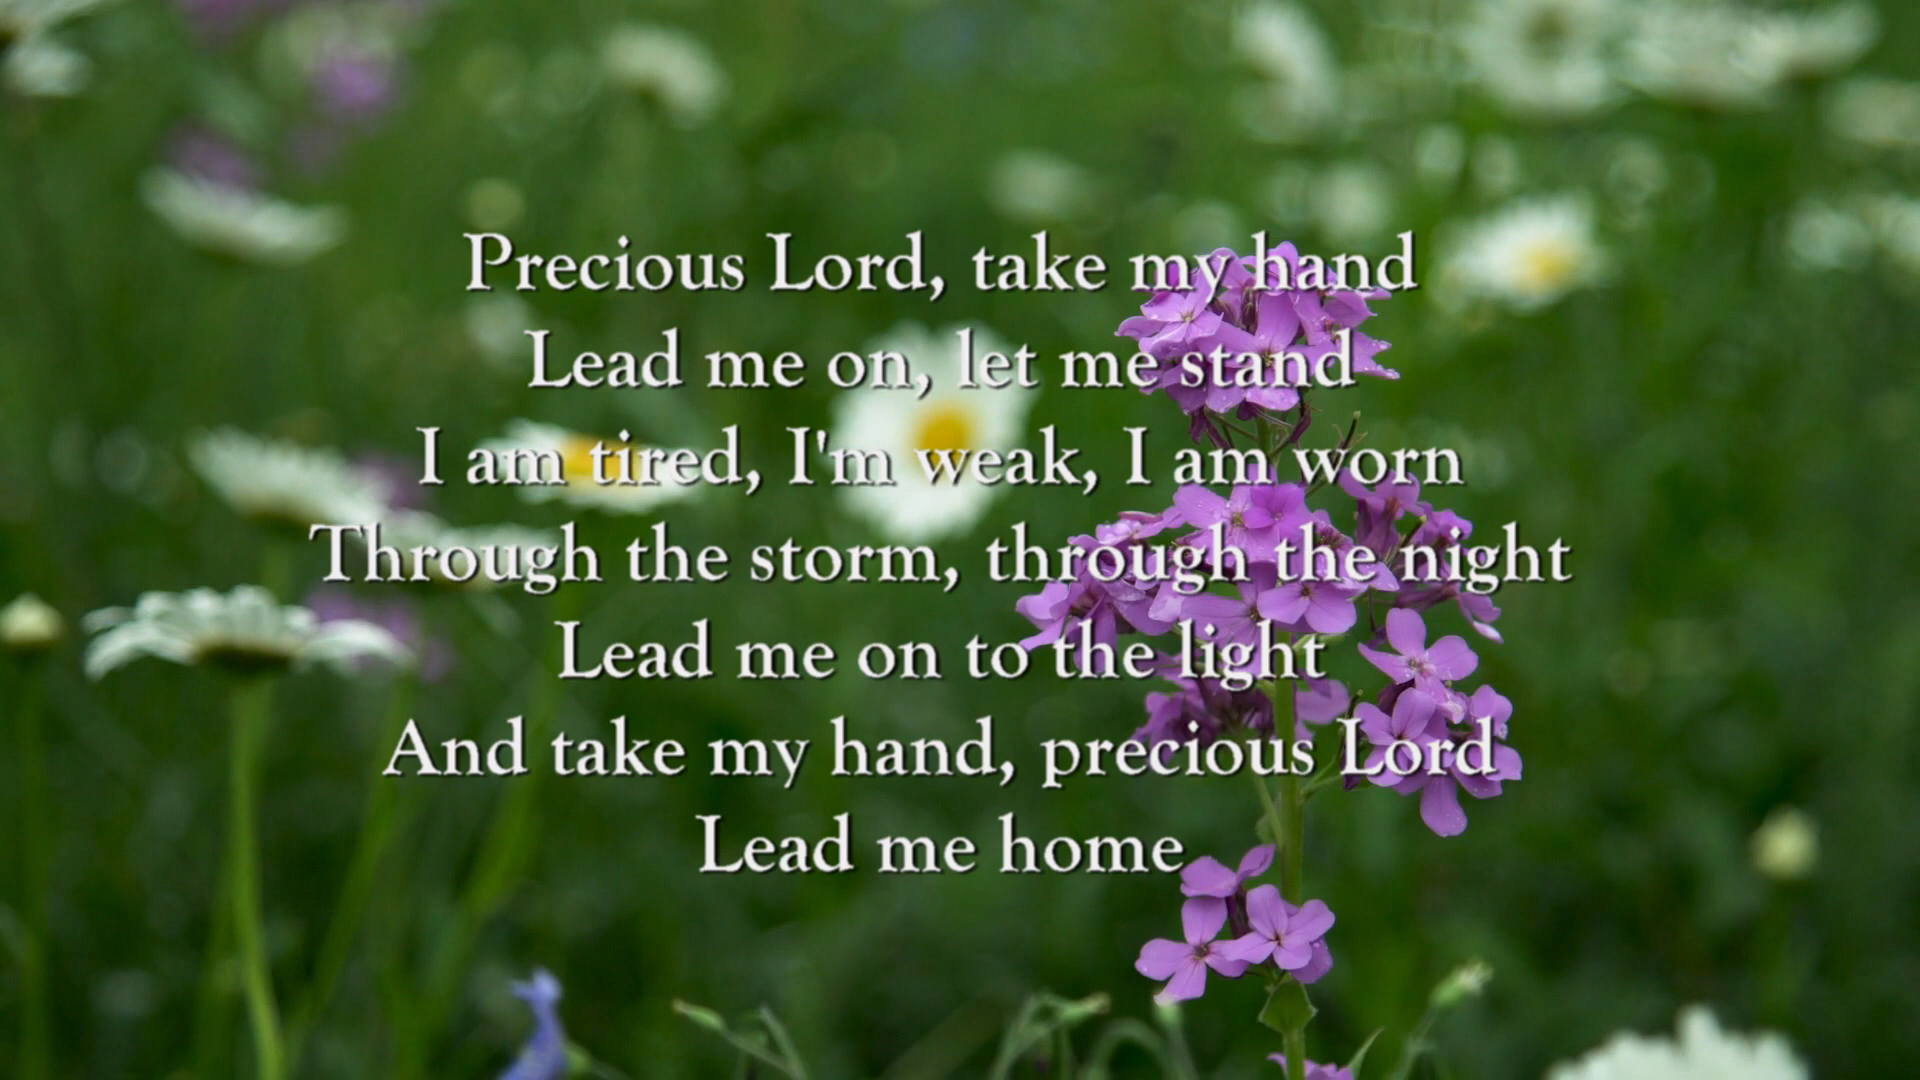 Precious Lord, take my hand
Lead me on, let me stand
I am tired, I'm weak, I am worn
Through the storm, through the night
Lead me on to the light
And take my hand, precious Lord
Lead me home